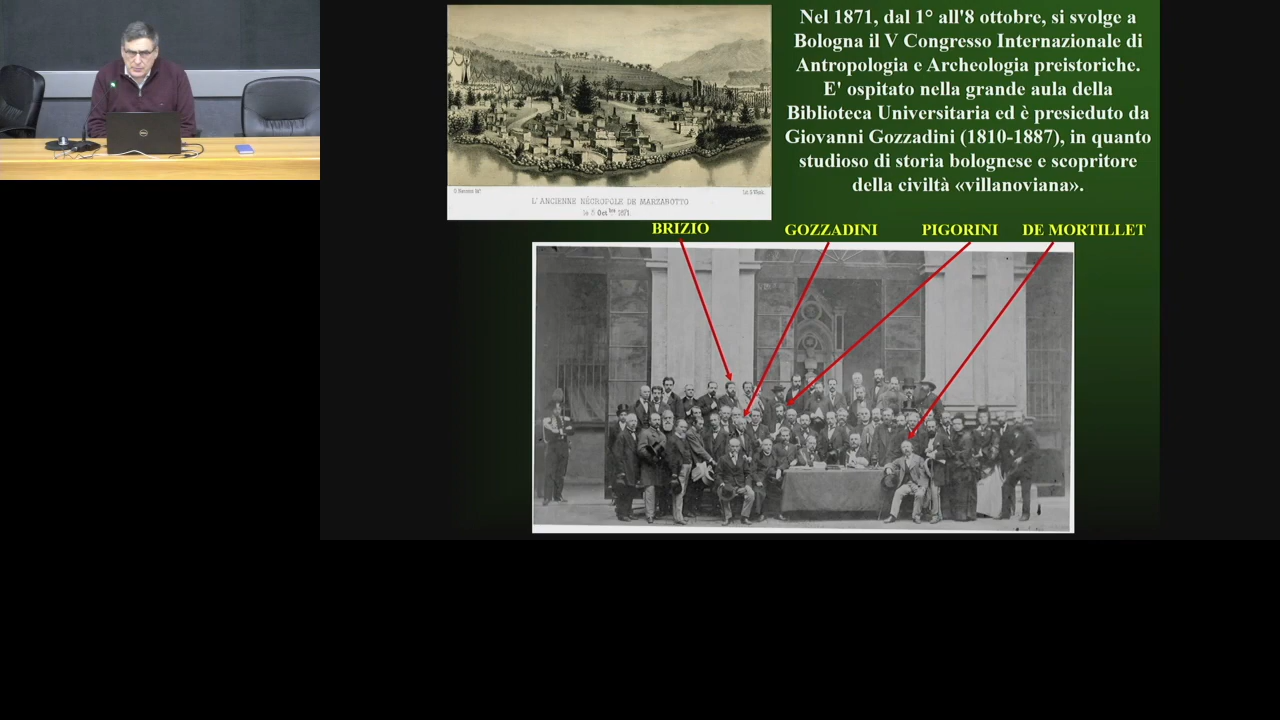 Nel 1871, dal 1° all'8 ottobre, si svolge a
Bologna il V Congresso Internazionale di
Antropologia e Archeologia preistoriche.
E' ospitato nella grande aula della
Biblioteca Universitaria ed è presieduto da
Giovanni Gozzadini (1810-1887), in quanto
studioso di storia bolognese e scopritore
della civiltà «villanoviana».
L'ANCIENNE NÉCROPOLE DE MARZABOTTO
BRIZIO
GOZZADINI
PIGORINI
DE MORTILLET